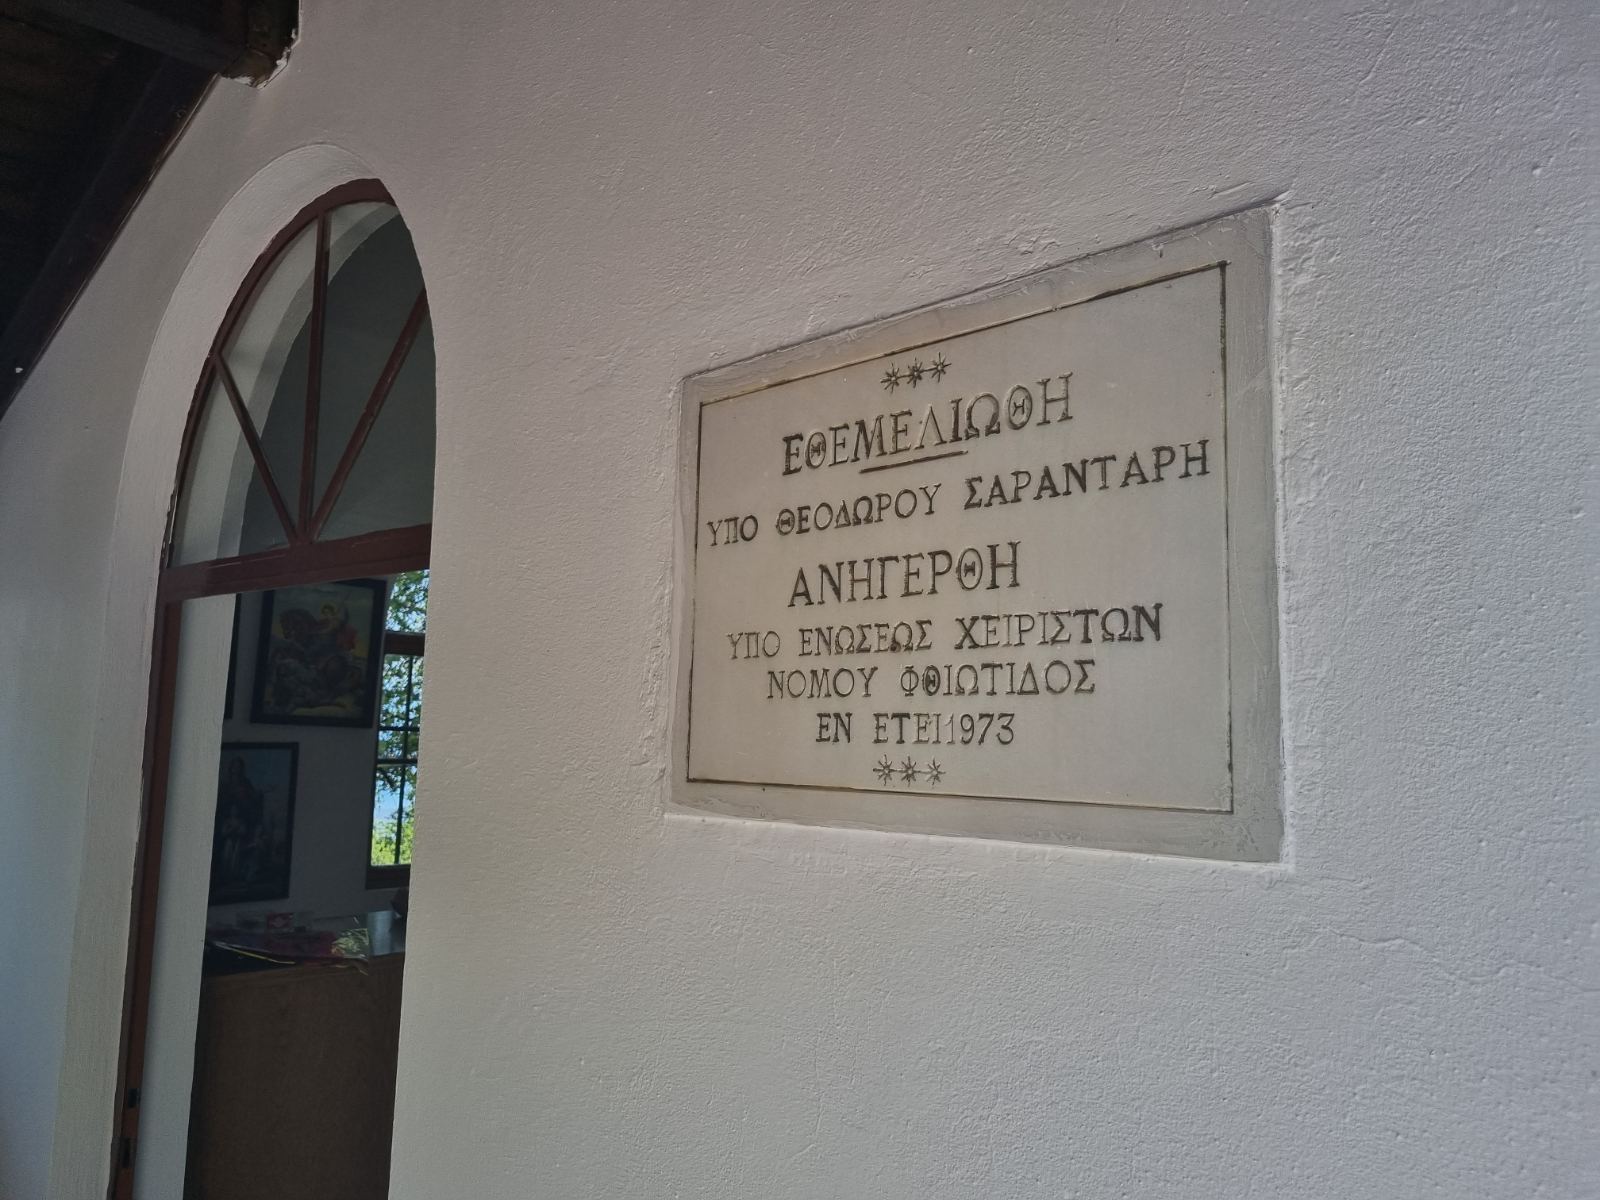 ΕΘΕΜΕΛΙΩΘΗ
ΥΠΟ ΘΕΟΔΩΡΟΥ ΣΑΡΑΝΤΑΡΗ
ΑΝΗΓΕΡΘΗ
ΥΠΟ ΕΝΩΣΕΩΣ ΧΕΙΡΙΣΤΩΝ
ΝΟΜΟΥ ΦΘΙΩΤΙΔΟΣ
ΕΝ ΕΤΕΙ 1973